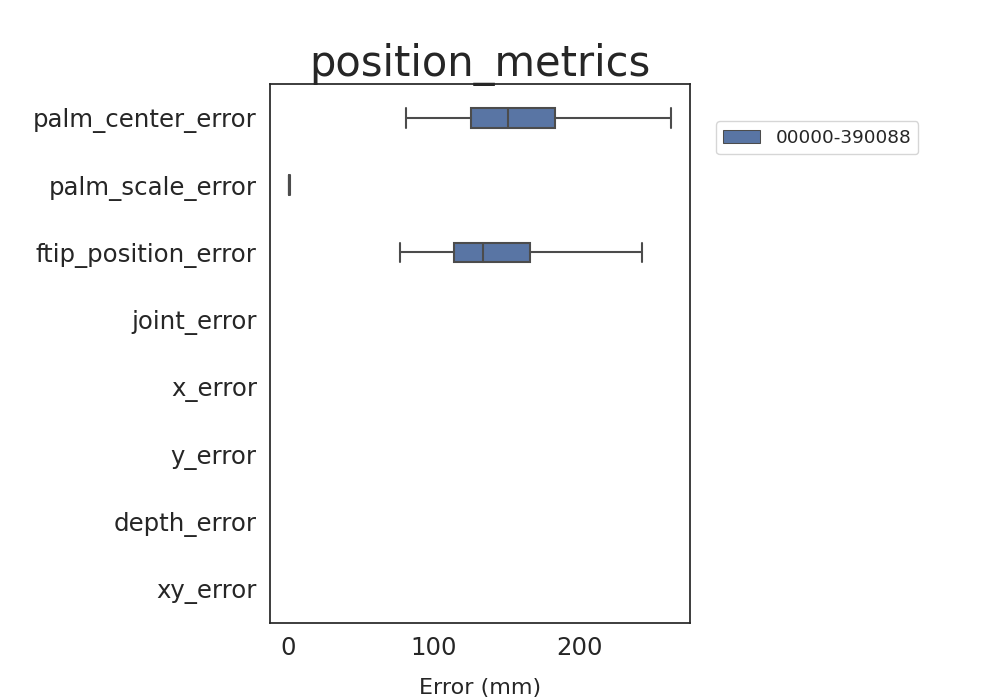 position_metrics
palm_center_error
palm_scale_error
ftip_position_error
joint_error
x_error
y_error
depth_error
xy_error
0 100 200
Error (mm)
00000-390088